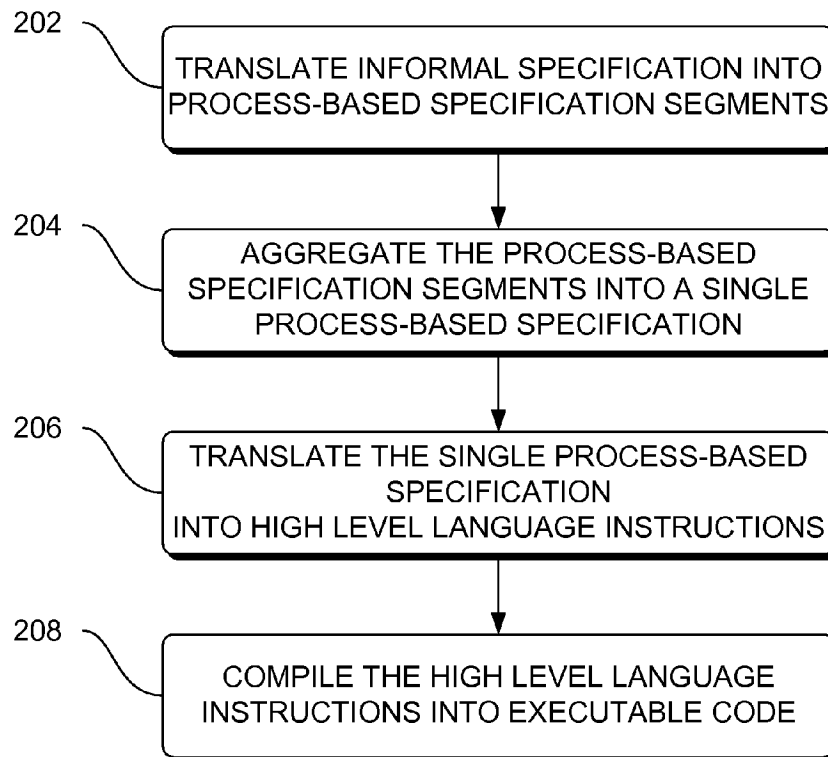 202
TRANSLATE INFORMAL SPECIFICATION INTO
PROCESS-BASED SPECIFICATION SEGMENTS
204
AGGREGATE THE PROCESS-BASED
SPECIFICATION SEGMENTS INTO A SINGLE
PROCESS-BASED SPECIFICATION
206
TRANSLATE THE SINGLE PROCESS-BASED
SPECIFICATION
INTO HIGH LEVEL LANGUAGE INSTRUCTIONS
208
COMPILE THE HIGH LEVEL LANGUAGE
INSTRUCTIONS INTO EXECUTABLE CODE